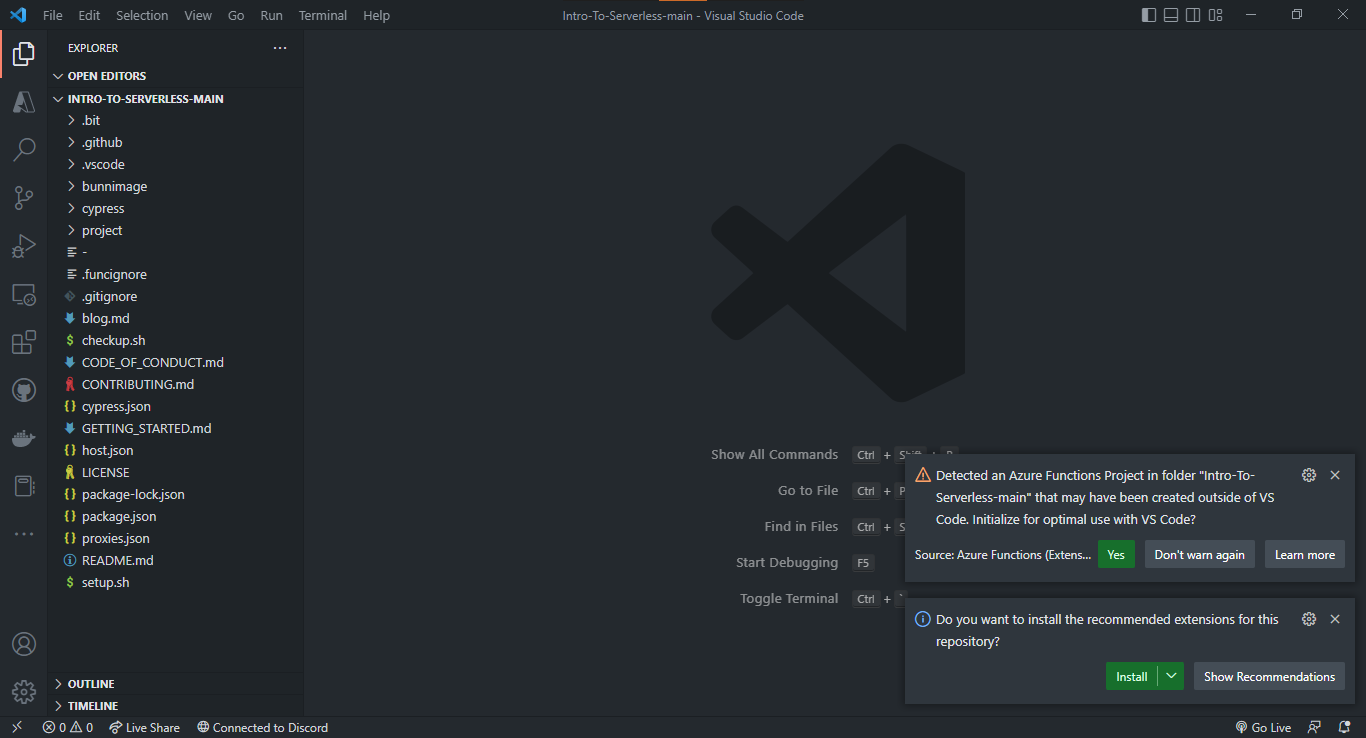 File Edit Selection View Go Run Terminal Help
Intro-To-Serverless-main - Visual Studio Code
EXPLORER
OPEN EDITORS
INTRO-TO-SERVERLESS-MAIN
.bit
.github
.vscode
bunnimage
cypress
project
-
.funcignore
.gitignore
blog.md
$ checkup.sh
CODE_OF_CONDUCT.md
CONTRIBUTING.md
{} cypress.json
GETTING_STARTED.md
{} host.json
LICENSE
{} package-lock.json
{} package.json
{} proxies.json
README.md
$ setup.sh
OUTLINE
TIMELINE
Show All Commands Ctrl +
Go to File Ctrl + P
Find in Files Ctrl +
Start Debugging F5
Toggle Terminal Ctrl + `
Detected an Azure Functions Project in folder "Intro-To-
Serverless-main" that may have been created outside of VS
Code. Initialize for optimal use with VS Code?
Source: Azure Functions (Extens... Yes Don't warn again Learn more
Do you want to install the recommended extensions for this
repository?
Install Show Recommendations
0 0 Live Share Connected to Discord Go Live